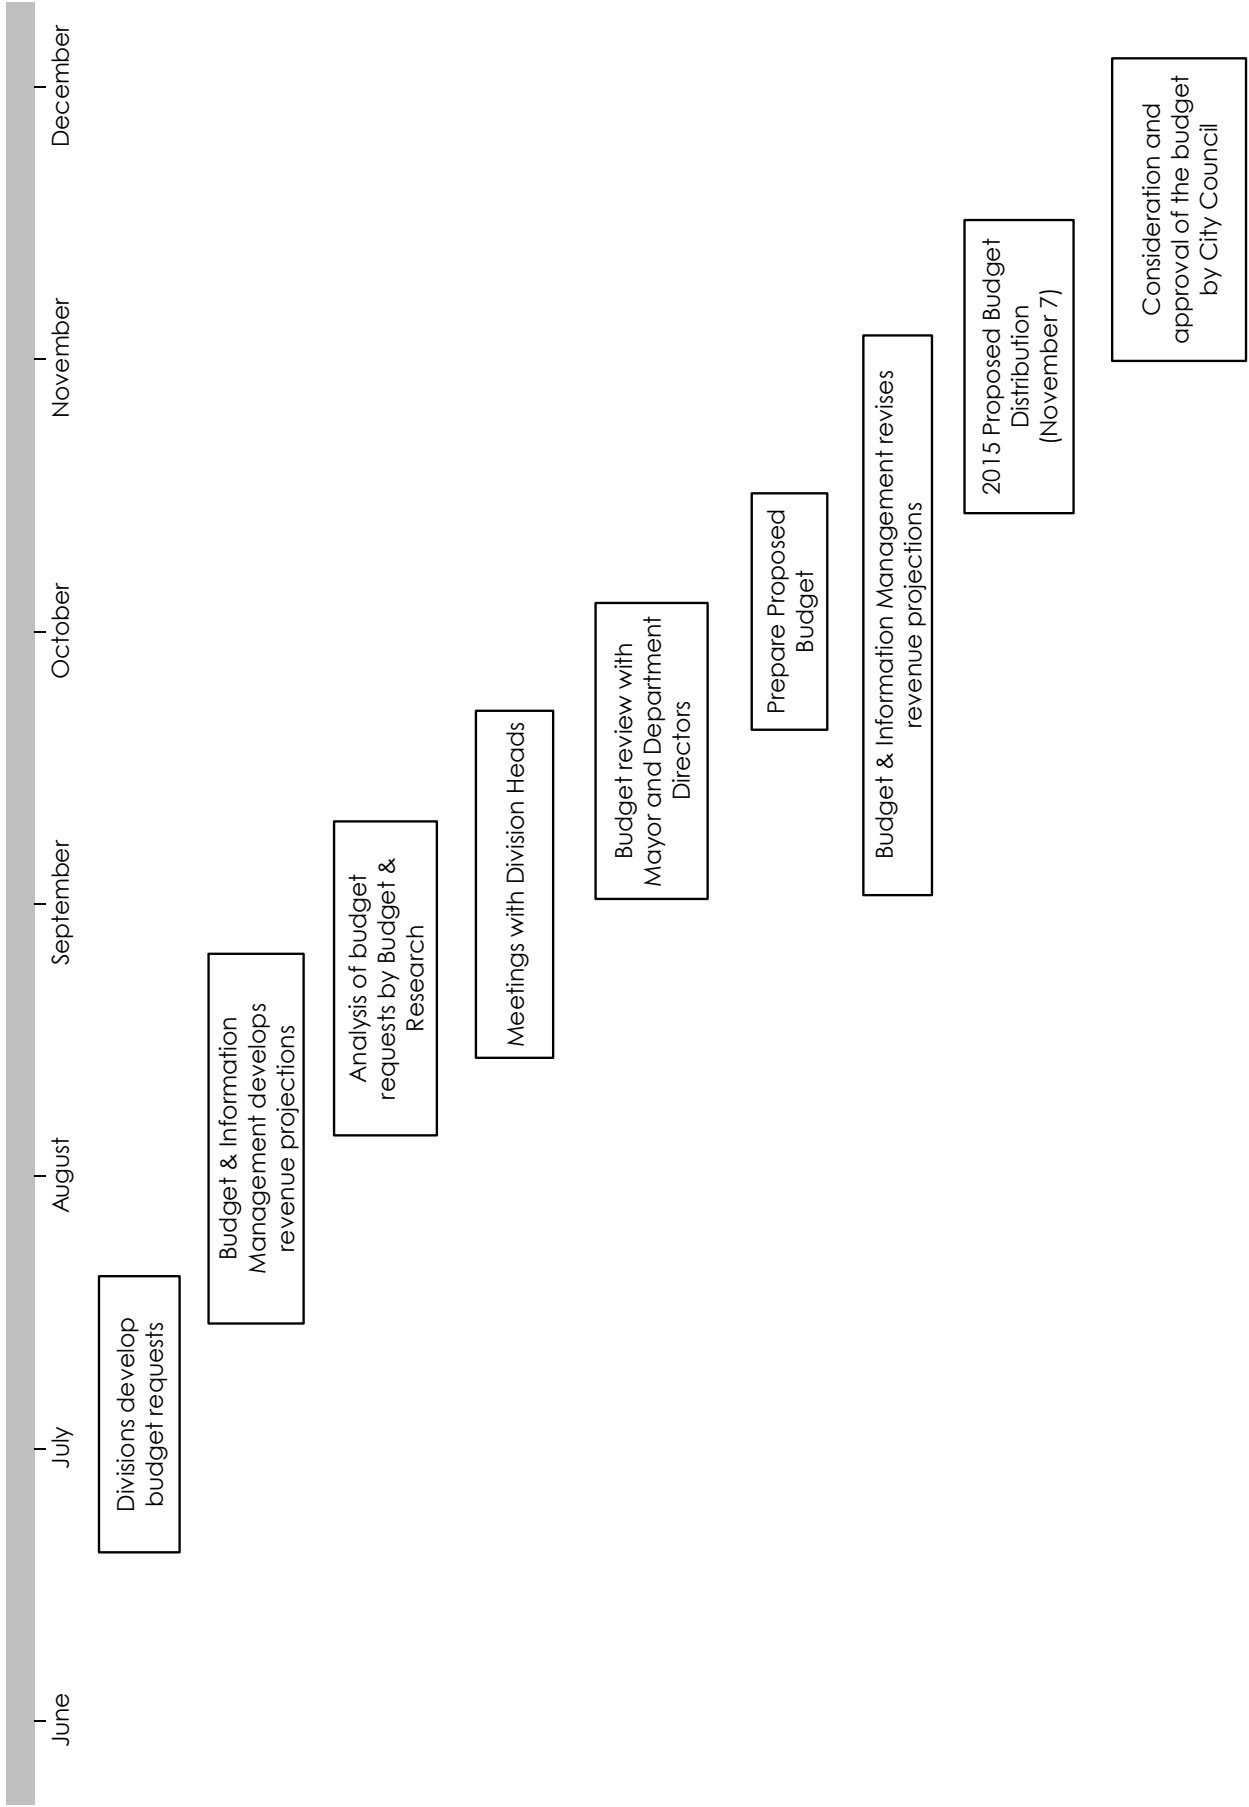 June
July
August
September
October
November
December
Divisions develop
budget requests
Budget & Information
Management develops
revenue projections
Analysis of budget
requests by Budget &
Research
Meetings with Division Heads
Budget review with
Mayor and Department
Directors
Prepare Proposed
Budget
Budget & Information Management revises
revenue projections
2015 Proposed Budget
Distribution
(November 7)
Consideration and
approval of the budget
by City Council